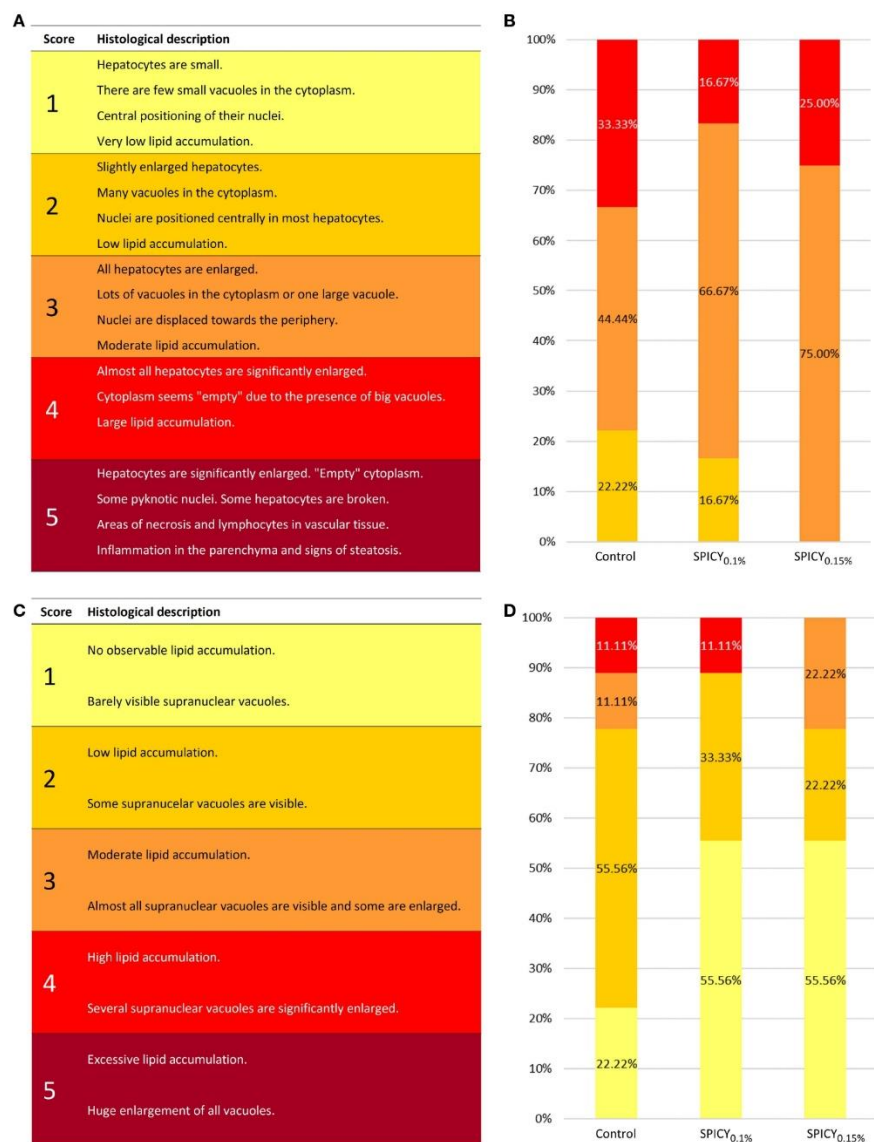 A
Score Histological description
1
Hepatocytes are small.
There are few small vacuoles in the cytoplasm.
Central positioning of their nuclei.
Very low lipid accumulation.
2
Slightly enlarged hepatocytes.
Many vacuoles in the cytoplasm.
Nuclei are positioned centrally in most hepatocytes.
Low lipid accumulation.
3
All hepatocytes are enlarged.
Lots of vacuoles in the cytoplasm or one large vacuole.
Nuclei are displaced towards the periphery.
Moderate lipid accumulation.
4
Almost all hepatocytes are significantly enlarged.
Cytoplasm seems "empty" due to the presence of big vacuoles.
Large lipid accumulation.
5
Hepatocytes are significantly enlarged. "Empty" cytoplasm.
Some pyknotic nuclei. Some hepatocytes are broken.
Areas of necrosis and lymphocytes in vascular tissue.
Inflammation in the parenchyma and signs of steatosis.
B
100%
90%
80%
70%
60%
50%
40%
30%
20%
10%
0%
33.33%
44.44%
22.22%
16.67%
66.67%
16.67%
25.00%
75.00%
Control SPICY0.1% SPICY0.15%
C
Score Histological description
1
No observable lipid accumulation.
Barely visible supranuclear vacuoles.
2
Low lipid accumulation.
Some supranucelar vacuoles are visible.
3
Moderate lipid accumulation.
Almost all supranuclear vacuoles are visible and some are enlarged.
4
High lipid accumulation.
Several supranuclear vacuoles are significantly enlarged.
5
Excessive lipid accumulation.
Huge enlargement of all vacuoles.
D
100%
90%
80%
70%
60%
50%
40%
30%
20%
10%
0%
11.11%
11.11%
55.56%
22.22%
11.11%
33.33%
55.56%
22.22%
22.22%
55.56%
Control SPICY0.1% SPICY0.15%